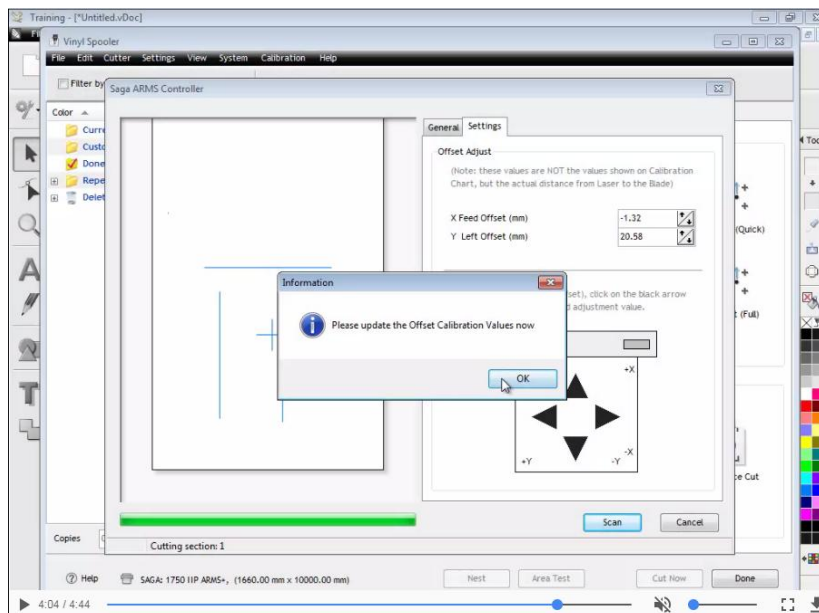 Training - [*Untitled.vDoc]
Vinyl Spooler
File Edit Cutter Settings View System Calibration Help
Filter by
Saga ARMS Controller
Color
Curre
Custo
Done
Repe
Delet
General Settings
Offset Adjust
(Note: these values are NOT the values shown on Calibration
Chart, but the actual distance from Laser to the Blade)
X Feed Offset (mm) -1.32
Y Left Offset (mm) 20.58
Information
Please update the Offset Calibration Values now
OK
set), click on the black arrow
d adjustment value.
+X
-X
+Y -Y
(Quick)
(Full)
ce Cut
Scan Cancel
Cutting section: 1
Copies
Help SAGA: 1750 IIP ARMS+, (1660.00 mm x 10000.00 mm) Nest Area Test Cut Now Done
4:04 / 4:44